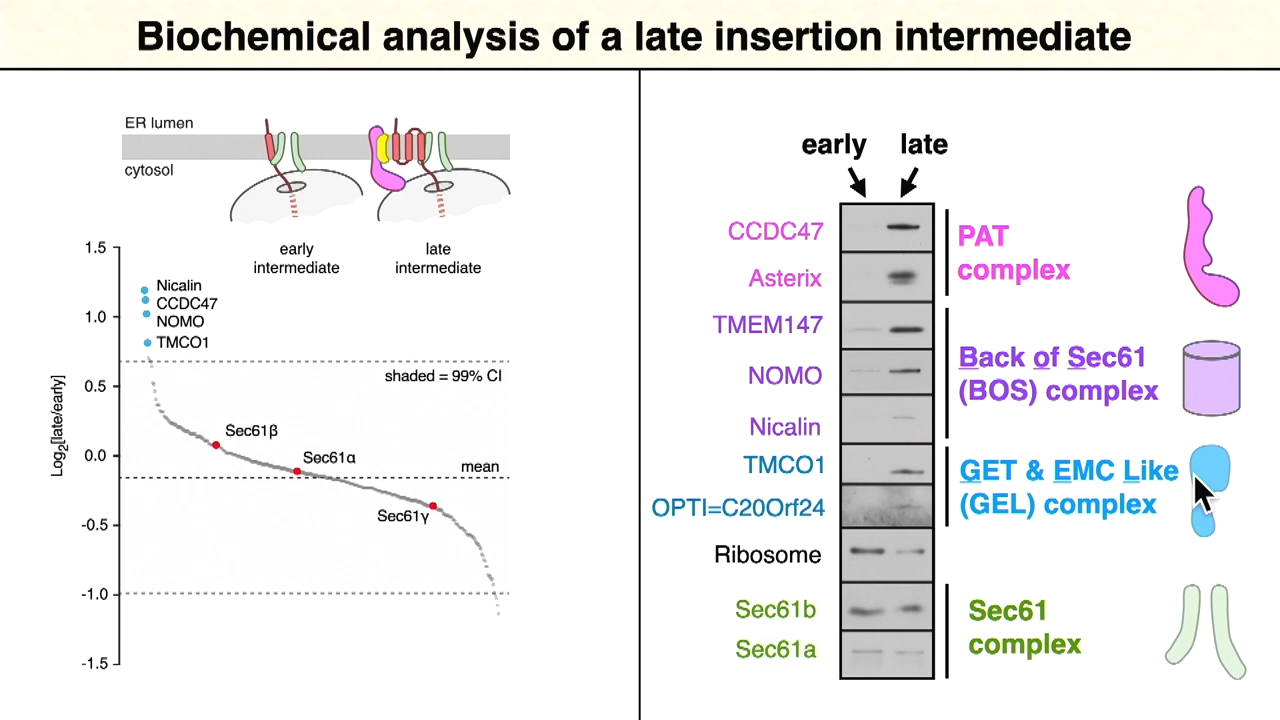 Biochemical analysis of a late insertion intermediate
ER lumen
cytosol
early
intermediate
late
intermediate
1.5
1.0
0.5
0.0
-0.5
-1.0
-1.5
Log2[late/early]
Nicalin
CCDC47
NOMO
TMCO1
shaded = 99% CI
Sec61β
Sec61α
mean
Sec61γ
early late
CCDC47
Asterix
TMEM147
NOMO
Nicalin
TMCO1
OPTI=C20Orf24
Ribosome
Sec61b
Sec61a
PAT
complex
Back of Sec61
(BOS) complex
GET & EMC Like
(GEL) complex
Sec61
complex